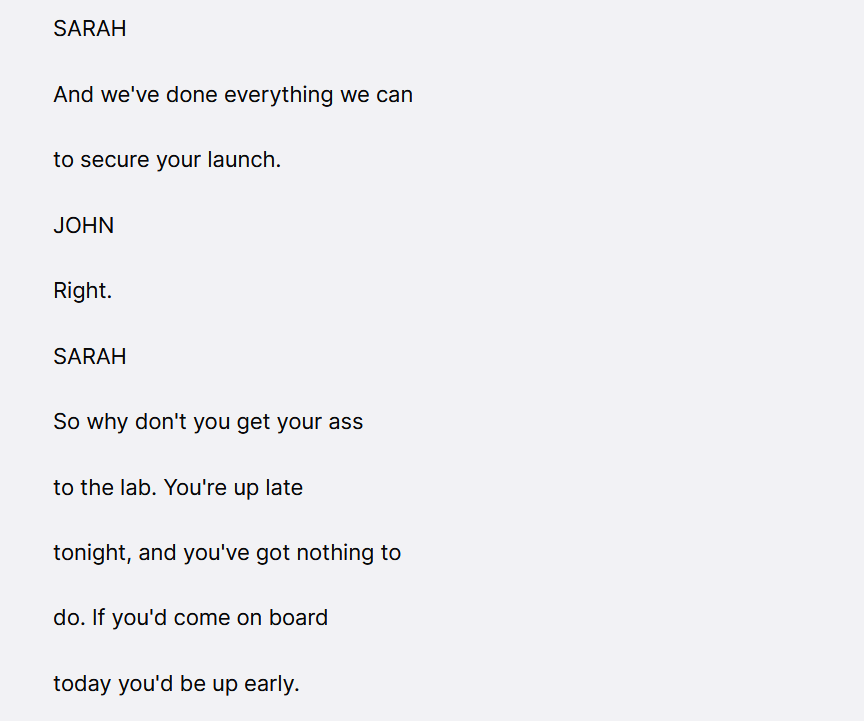 SARAH
And we've done everything we can
to secure your launch.
JOHN
Right.
SARAH
So why don't you get your ass
to the lab. You're up late
tonight, and you've got nothing to
do. If you'd come on board
today you'd be up early.